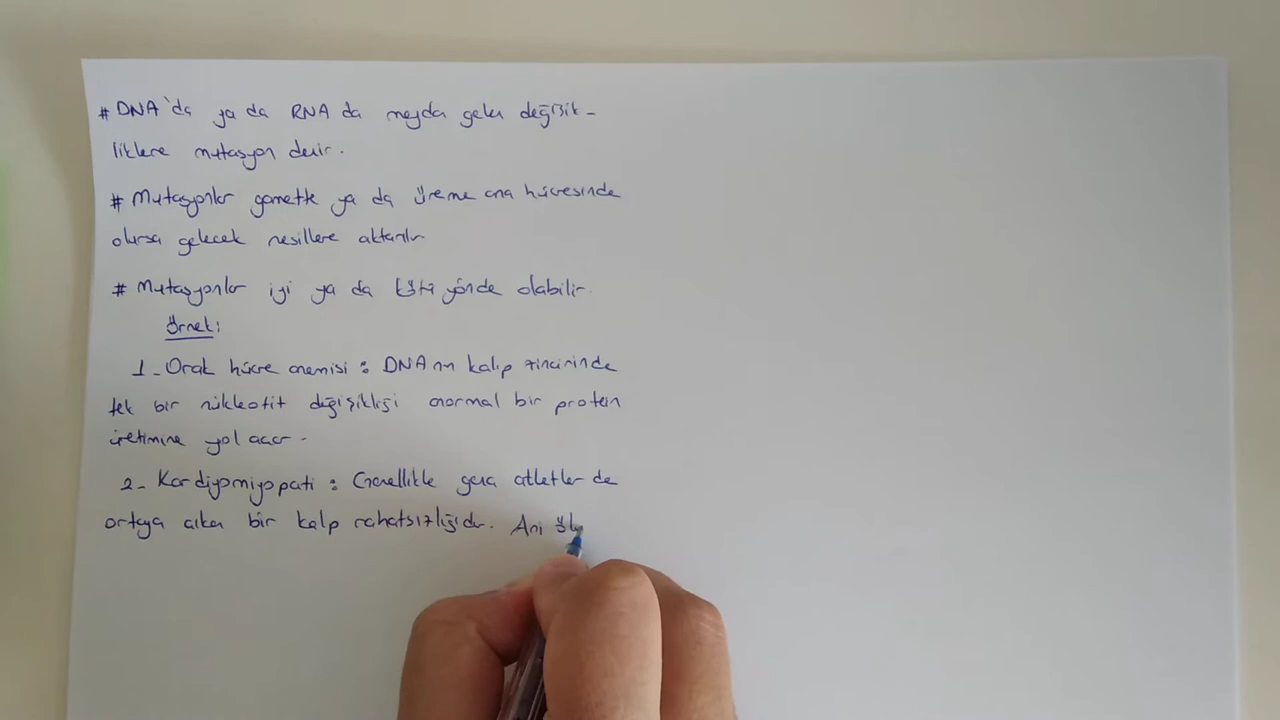 # DNA'da ya da RNA da meydana gelen değişik-
liklere mutasyon denir.
# Mutasyonlar gamette ya da üreme ana hücresinde
olursa gelecek nesillere aktarılır
# Mutasyonlar iyi ya da kötü yönde olabilir.
Örnek:
1- Orak hücre anemisi : DNA nın kalıp zincirinde
tek bir nükleotit değişikliği anormal bir protein
üretimine yol açar.
2- Kardiyomiyopati : Genellikle genç atletler de
ortaya çıkan bir kalp rahatsızlığıdır. Ani